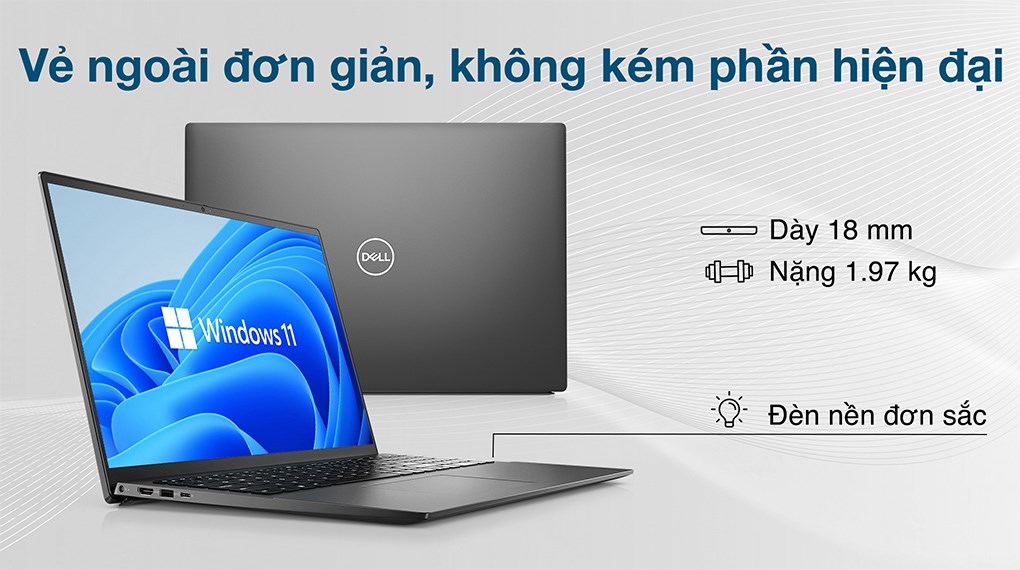 Vẻ ngoài đơn giản, không kém phần hiện đại
DELL
Dày 18 mm
Nặng 1.97 kg
Windows 11
Đèn nền đơn sắc